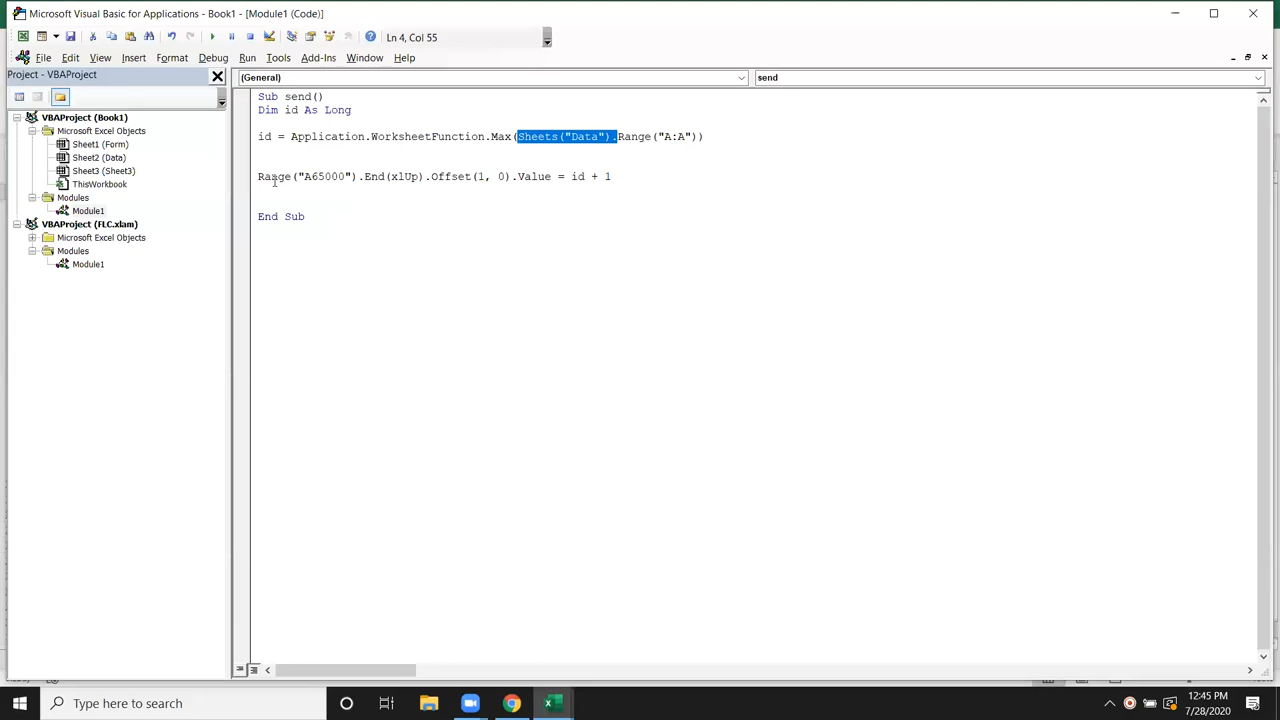 Microsoft Visual Basic for Applications - Book1 - [Module1 (Code)]
Ln 4, Col 55
File Edit View Insert Format Debug Run Tools Add-Ins Window Help
Project - VBAProject
(General)
send
VBAProject (Book1)
Microsoft Excel Objects
Sheet1 (Form)
Sheet2 (Data)
Sheet3 (Sheet3)
ThisWorkbook
Modules
Module1
VBAProject (FLC.xlam)
Microsoft Excel Objects
Modules
Module1
Sub send()
Dim id As Long
id = Application.WorksheetFunction.Max(Sheets("Data").Range("A:A"))
Range("A65000").End(xlUp).Offset(1, 0).Value = id + 1
End Sub
Type here to search
12:45 PM
7/28/2020